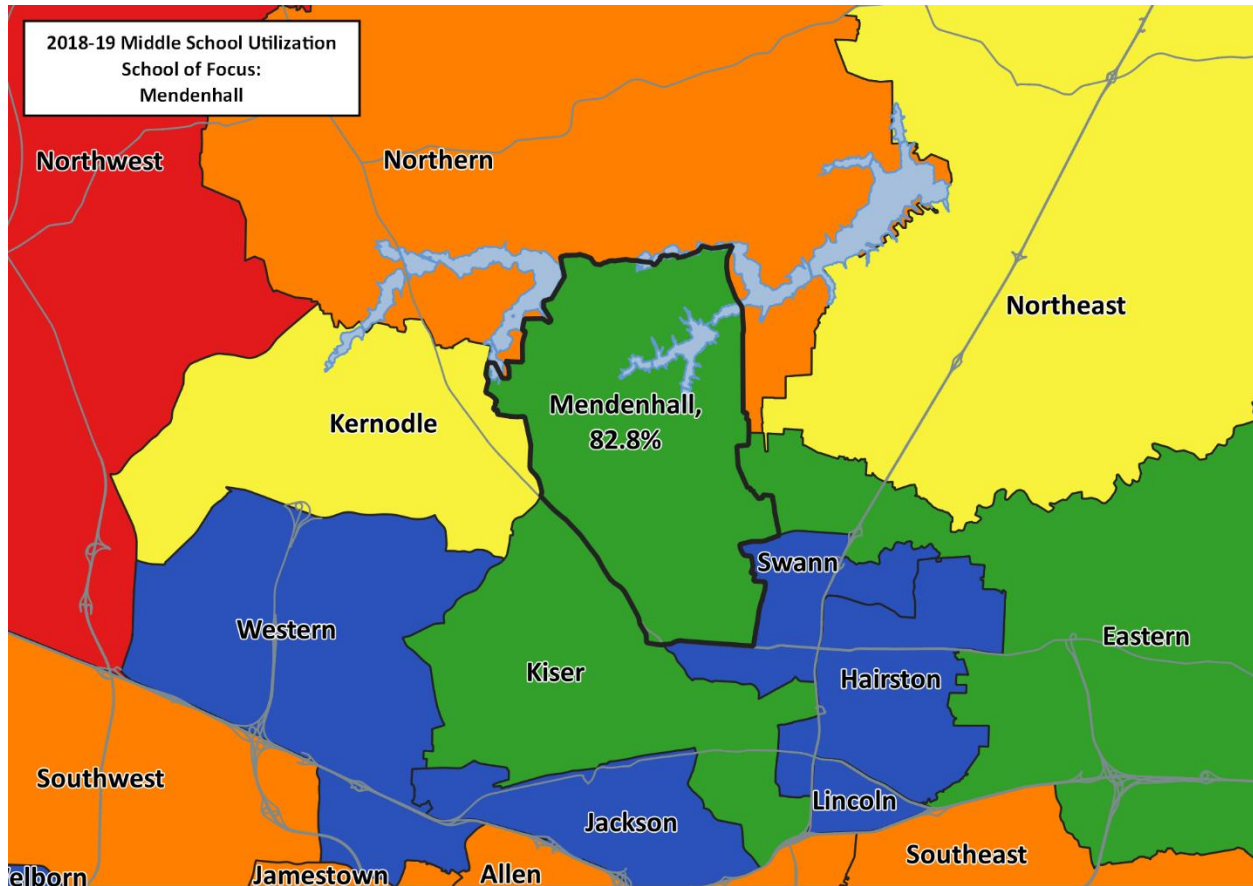 2018-19 Middle School Utilization
School of Focus:
Mendenhall
Northwest
Northern
Northeast
Kernodle
Mendenhall,
82.8%
Swann
Western
Eastern
Kiser
Hairston
Southwest
Lincoln
Jackson
Southeast
elborn
Jamestown
Allen